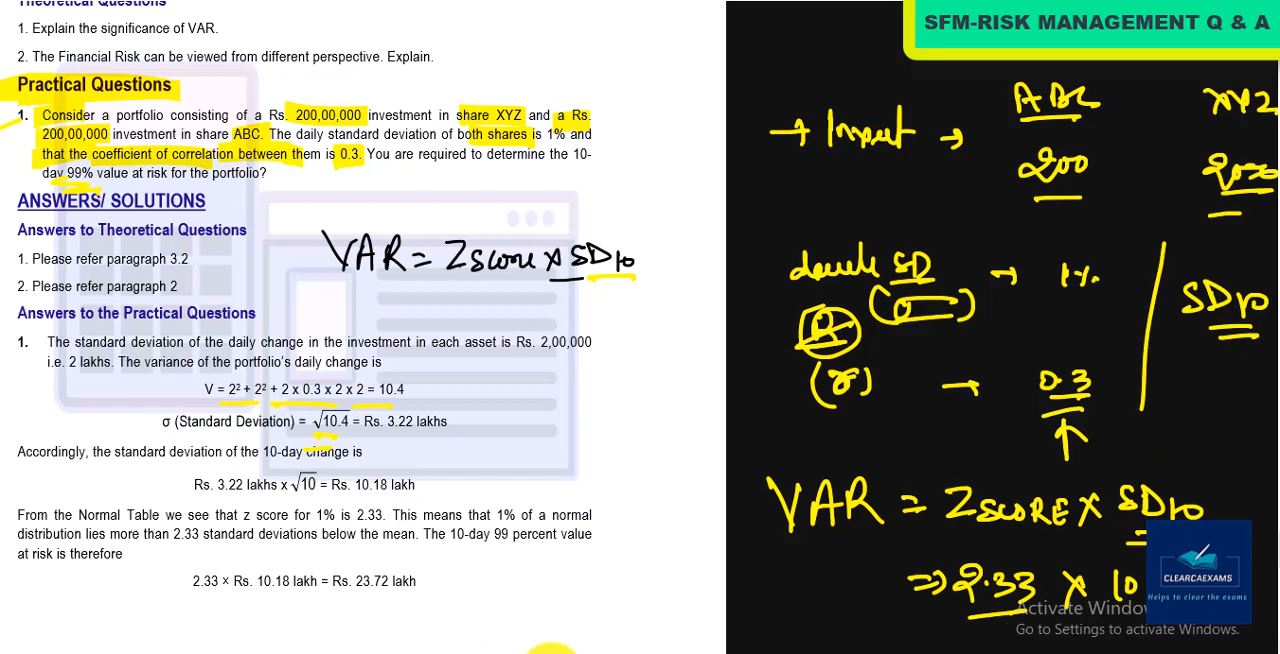 Theoretical Questions
1. Explain the significance of VAR.
2. The Financial Risk can be viewed from different perspective. Explain.
Practical Questions
1. Consider a portfolio consisting of a Rs. 200,00,000 investment in share XYZ and a Rs.
200,00,000 investment in share ABC. The daily standard deviation of both shares is 1% and
that the coefficient of correlation between them is 0.3. You are required to determine the 10-
day 99% value at risk for the portfolio?
ANSWERS/ SOLUTIONS
Answers to Theoretical Questions
1. Please refer paragraph 3.2
2. Please refer paragraph 2
VAR = Zscore × SD10
Answers to the Practical Questions
1. The standard deviation of the daily change in the investment in each asset is Rs. 2,00,000
i.e. 2 lakhs. The variance of the portfolio's daily change is
V = 2² + 2² + 2 x 0.3 x 2 x 2 = 10.4
σ (Standard Deviation) = √10.4 = Rs. 3.22 lakhs
Accordingly, the standard deviation of the 10-day change is
Rs. 3.22 lakhs x √10 = Rs. 10.18 lakh
From the Normal Table we see that z score for 1% is 2.33. This means that 1% of a normal
distribution lies more than 2.33 standard deviations below the mean. The 10-day 99 percent value
at risk is therefore
2.33 × Rs. 10.18 lakh = Rs. 23.72 lakh
SFM-RISK MANAGEMENT Q & A
ABC XYZ
→ →
200 200
SD → 1%
(σ) SD10
(r) → 0.3
VAR = ZSCORE × SD10
⇒ 2.33 × 10
CLEARCAEXAMS
Helps to clear the exams
Activate Windo
Go to Settings to activate Windows.